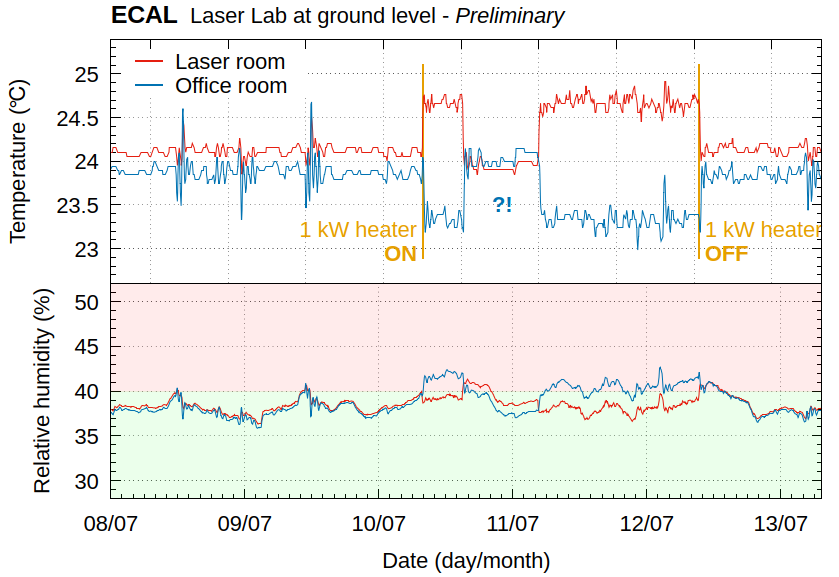 ECAL Laser Lab at ground level - Preliminary
Laser room
Office room
Temperature (°C)
25
24.5
24
23.5
23
?!
1 kW heater
ON
1 kW heater
OFF
Relative humidity (%)
50
45
40
35
30
08/07 09/07 10/07 11/07 12/07 13/07
Date (day/month)